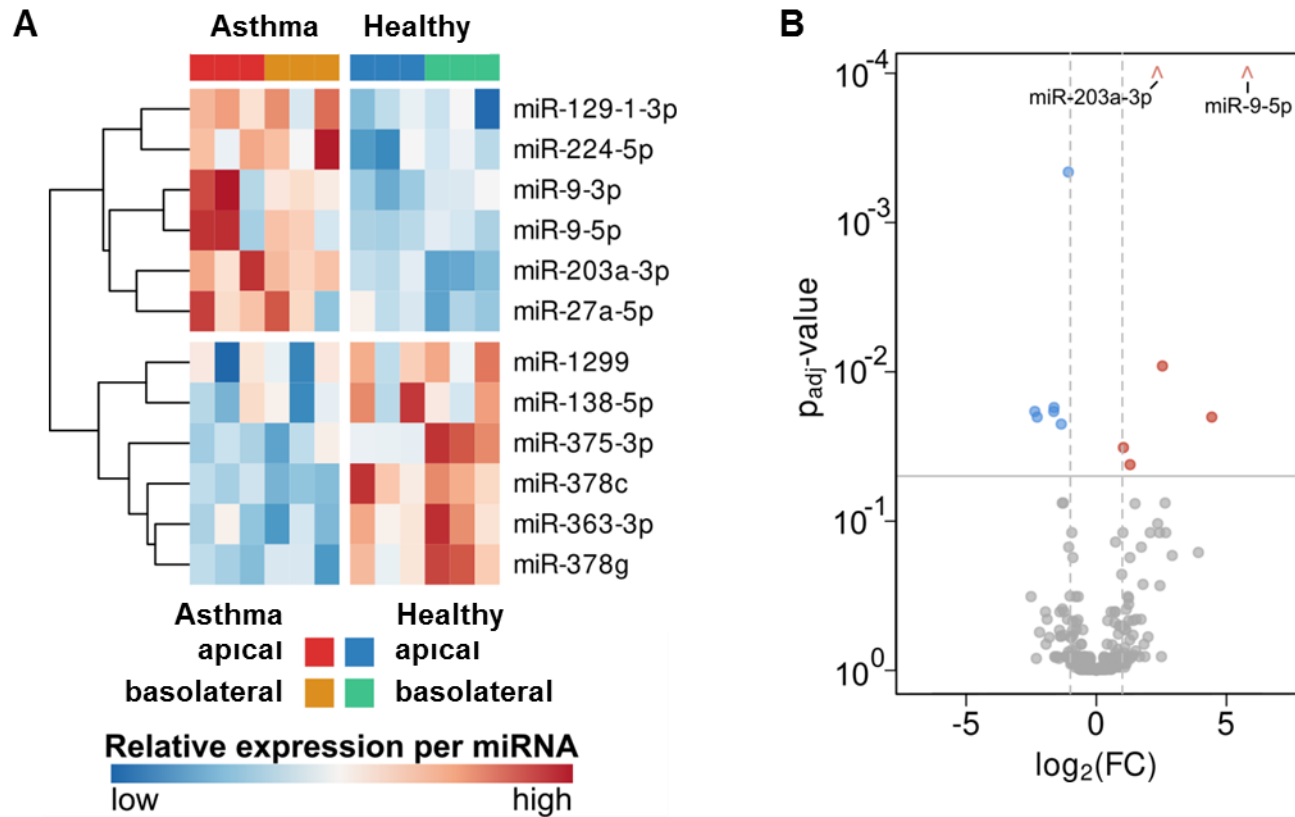 A
Asthma Healthy
miR-129-1-3p
miR-224-5p
miR-9-3p
miR-9-5p
miR-203a-3p
miR-27a-5p
miR-1299
miR-138-5p
miR-375-3p
miR-378c
miR-363-3p
miR-378g
Asthma Healthy
apical apical
basolateral basolateral
Relative expression per miRNA
low high
B
10-4
miR-203a-3p
miR-9-5p
10-3
10-2
10-1
100
padj-value
-5 0 5
log2(FC)